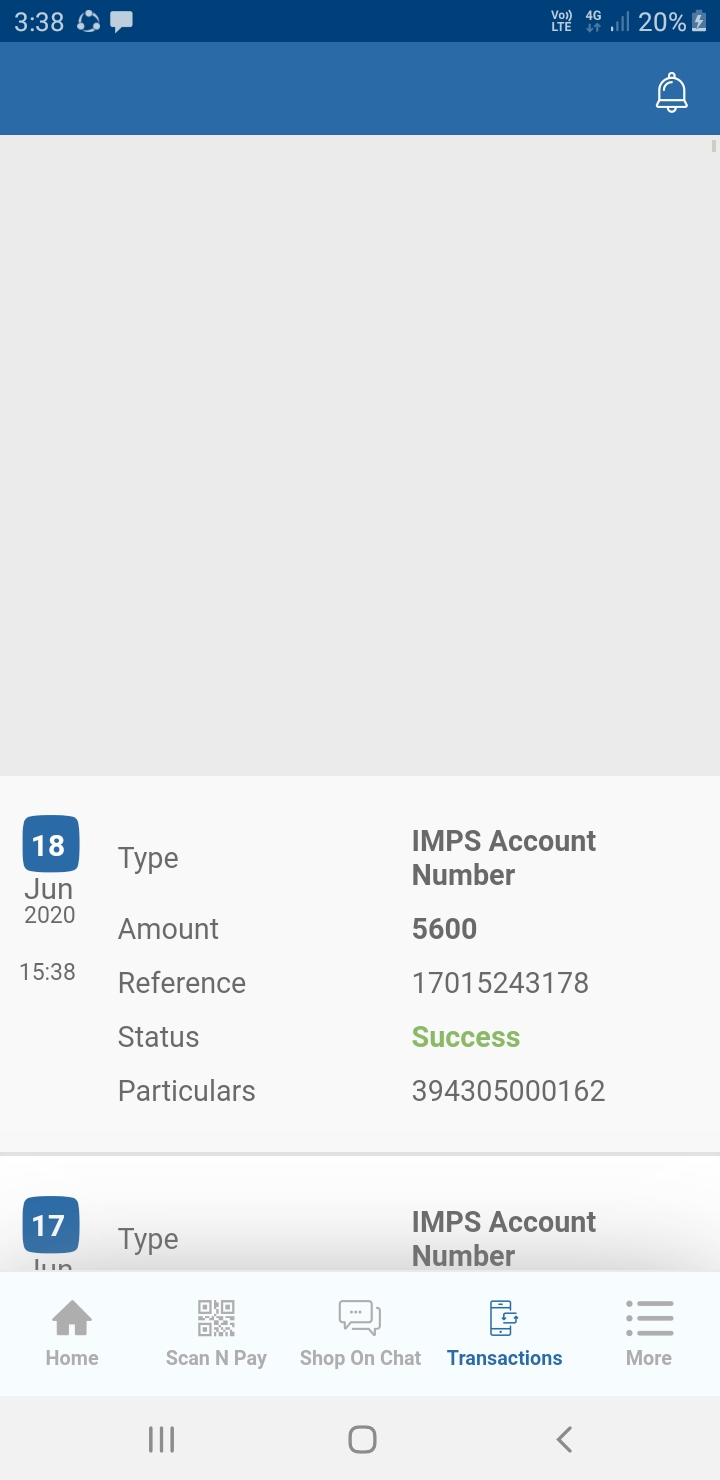 3:38 Vo)) LTE 4G 20%
18
Jun
2020
15:38
Type IMPS Account Number
Amount 5600
Reference 17015243178
Status Success
Particulars 394305000162
17
Jun
Type IMPS Account Number
Home Scan N Pay Shop On Chat Transactions More